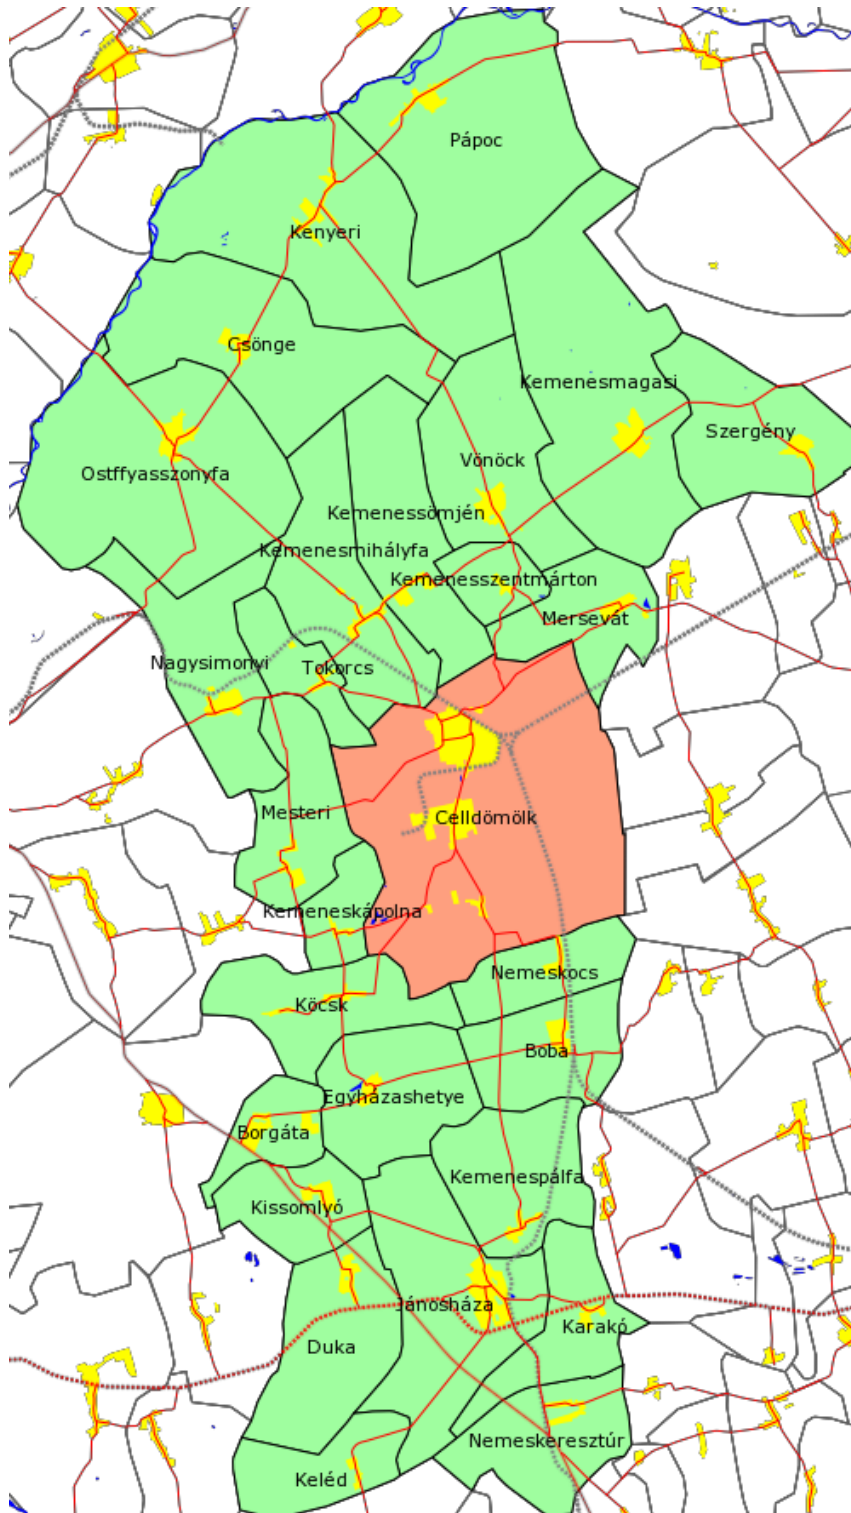 Pápoc
Kenyeri
Csönge
Kemenesmagasi
Szergény
Vönöck
Ostffyasszonyfa
Kemenessömjén
Kemenesmihályfa
Kemenesszentmárton
Mersevát
Nagysimonyi
Tokorcs
Mesteri
Celldömölk
Kemeneskápolna
Nemeskocs
Köcsk
Boba
Egyházashetye
Borgáta
Kemenespálfa
Kissomlyó
Jánosháza
Karakó
Duka
Nemeskeresztúr
Keléd